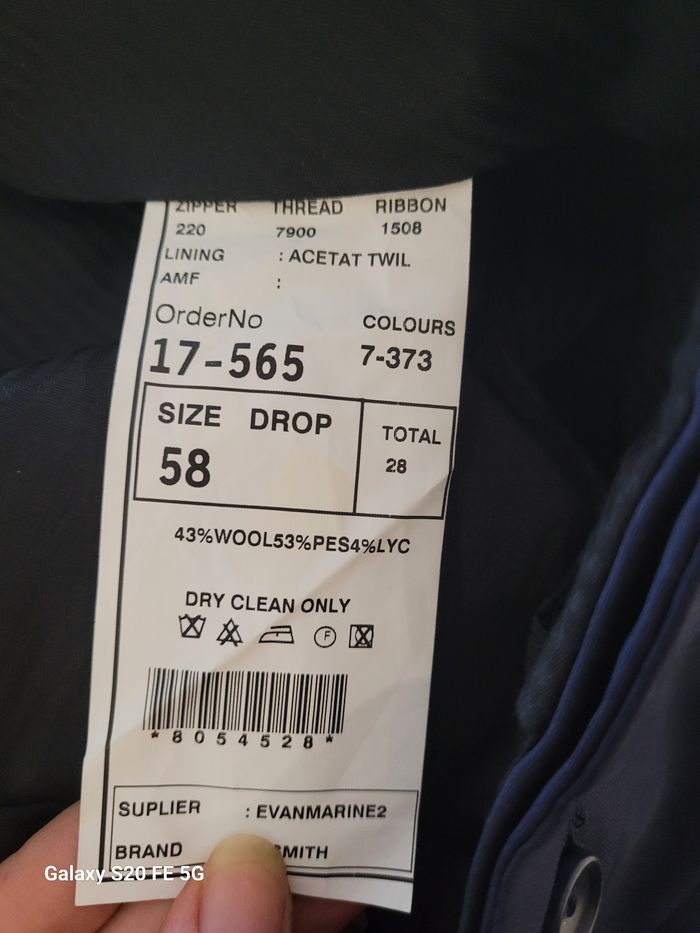 ZIPPER THREAD RIBBON
220 7900 1508
LINING : ACETAT TWIL
AMF :
OrderNo COLOURS
17-565 7-373
SIZE DROP TOTAL
58 28
43%WOOL53%PES4%LYC
DRY CLEAN ONLY
F
*8054528*
SUPLIER : EVANMARINE2
BRAND SMITH
Galaxy S20 FE 5G